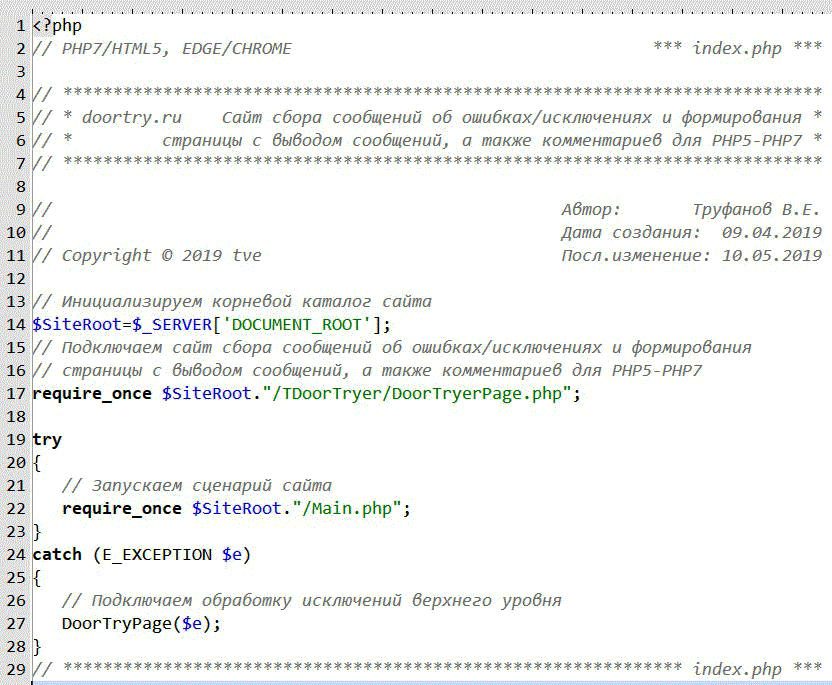 1 <?php
2 // PHP7/HTML5, EDGE/CHROME                                    *** index.php ***
3
4 // ****************************************************************************
5 // * doortry.ru    Сайт сбора сообщений об ошибках/исключениях и формирования *
6 // *         страницы с выводом сообщений, а также комментариев для PHP5-PHP7 *
7 // ****************************************************************************
8
9 //                                                   Автор:       Труфанов В.Е.
10 //                                                   Дата создания:  09.04.2019
11 // Copyright © 2019 tve                              Посл.изменение: 10.05.2019
12
13 // Инициализируем корневой каталог сайта
14 $SiteRoot=$_SERVER['DOCUMENT_ROOT'];
15 // Подключаем сайт сбора сообщений об ошибках/исключениях и формирования
16 // страницы с выводом сообщений, а также комментариев для PHP5-PHP7
17 require_once $SiteRoot."/TDoorTryer/DoorTryerPage.php";
18
19 try
20 {
21    // Запускаем сценарий сайта
22    require_once $SiteRoot."/Main.php";
23 }
24 catch (E_EXCEPTION $e)
25 {
26    // Подключаем обработку исключений верхнего уровня
27    DoorTryPage($e);
28 }
29 // ************************************************************** index.php ***